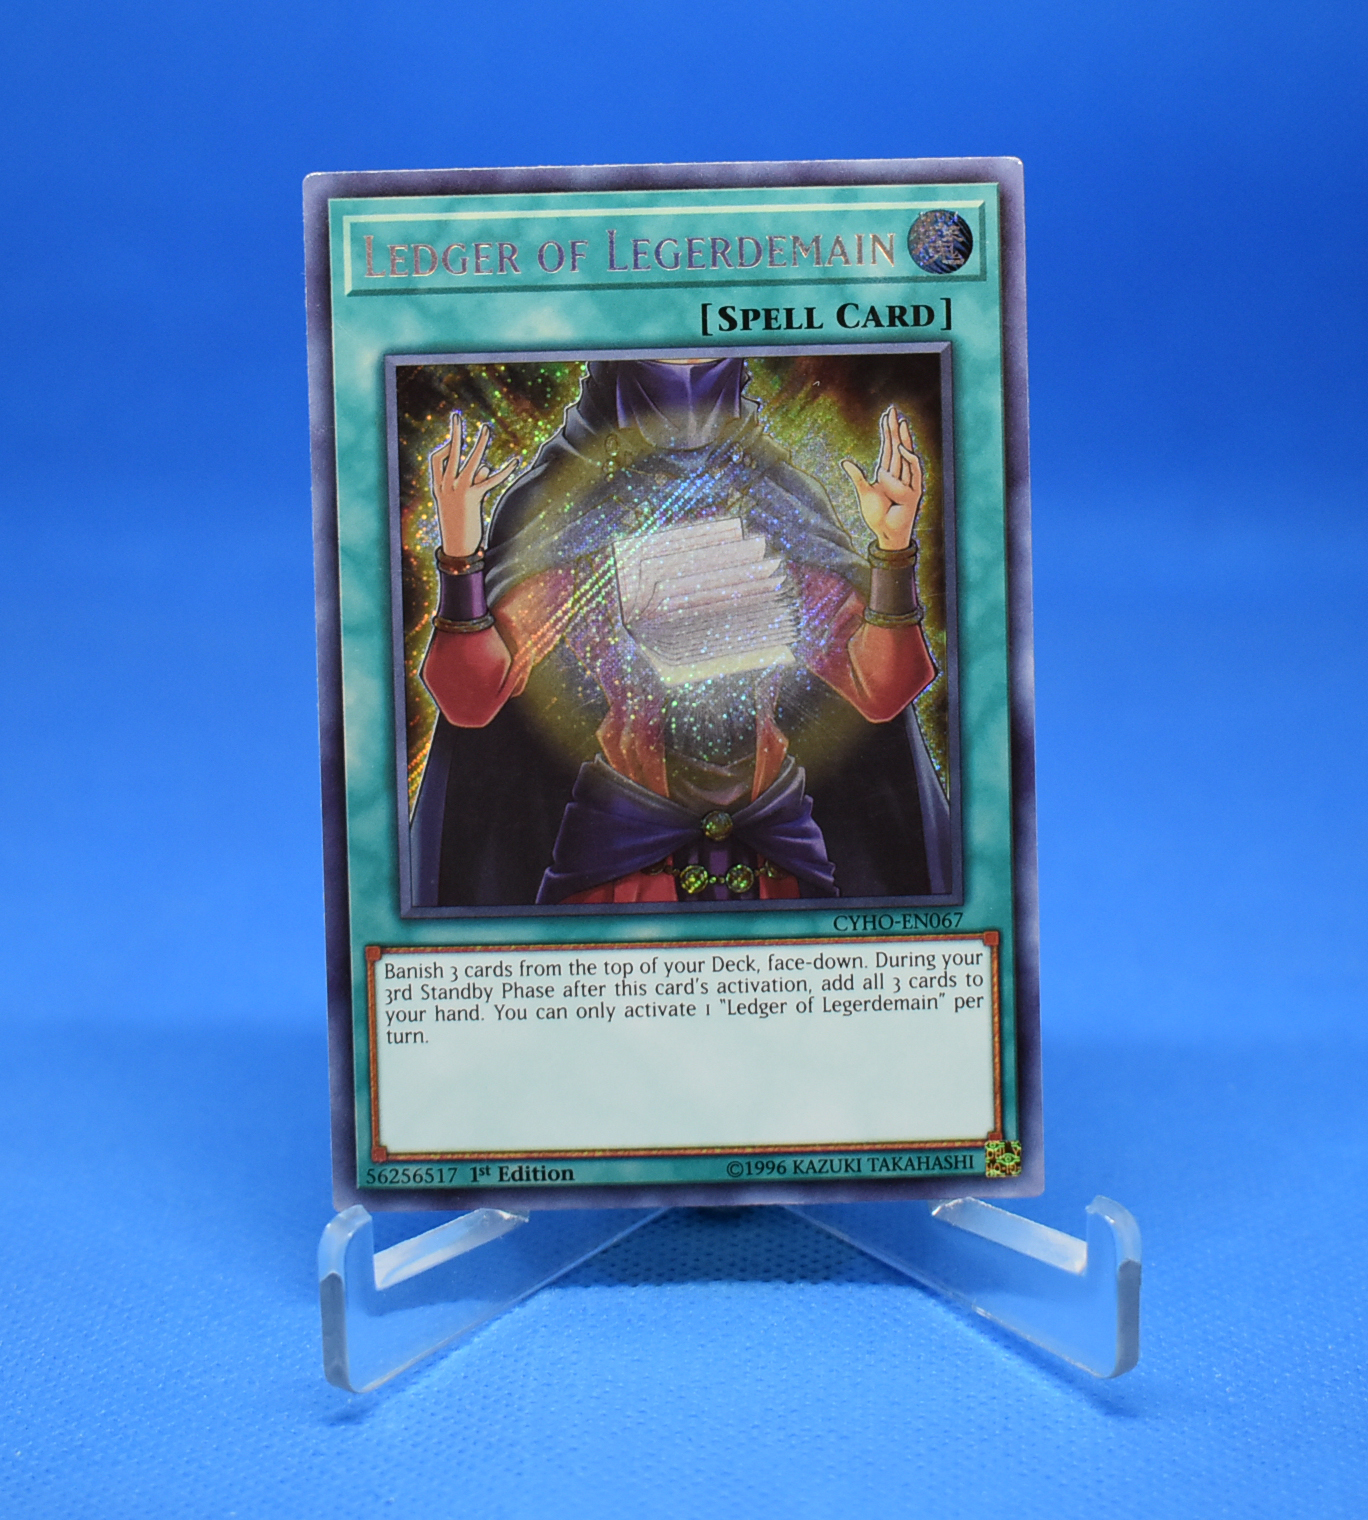 LEDGER OF LEGERDEMAIN
魔
[SPELL CARD]
CYHO-EN067
Banish 3 cards from the top of your Deck, face-down. During your
3rd Standby Phase after this card's activation, add all 3 cards to
your hand. You can only activate 1 "Ledger of Legerdemain" per
turn.
56256517 1st Edition ©1996 KAZUKI TAKAHASHI